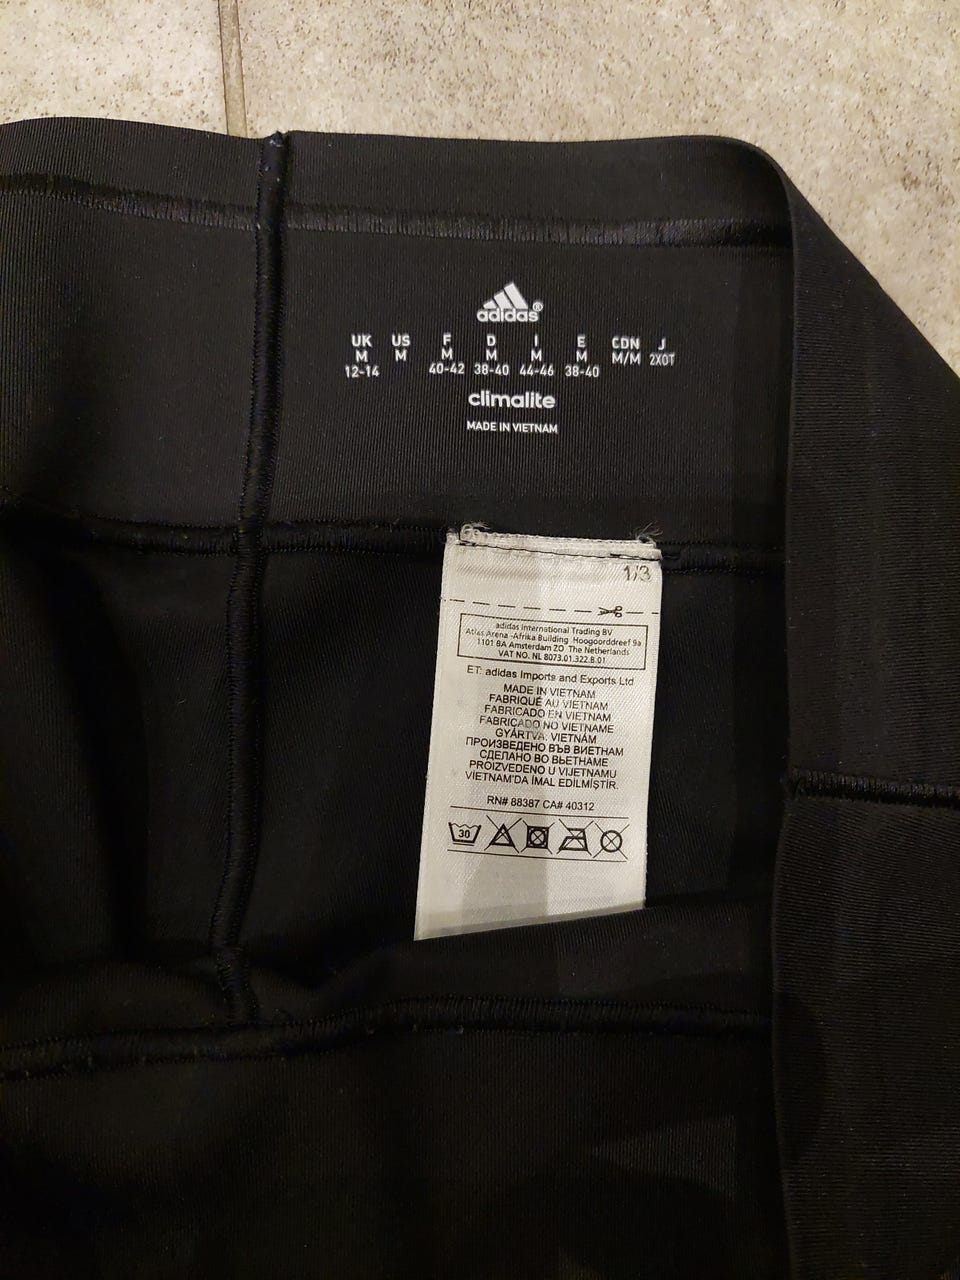 adidas®
UK US F D I E CDN J
M M M M M M M/M 2XOT
12-14 40-42 38-40 44-46 38-40
climalite
MADE IN VIETNAM
1/3
adidas International Trading BV
Atlas Arena -Afrika Building Hoogoorddreef 9a
1101 BA Amsterdam ZO The Netherlands
VAT NO. NL 8073.01.322.B.01
ET: adidas Imports and Exports Ltd
MADE IN VIETNAM
FABRIQUÉ AU VIETNAM
FABRICADO EN VIETNAM
FABRICADO NO VIETNAME
GYÁRTVA: VIETNÁM
ПРОИЗВЕДЕНО ВЪВ ВИЕТНАМ
СДЕЛАНО ВО ВЬЕТНАМЕ
PROIZVEDENO U VIJETNAMU
VİETNAM'DA İMAL EDİLMİŞTİR.
RN# 88387 CA# 40312
30